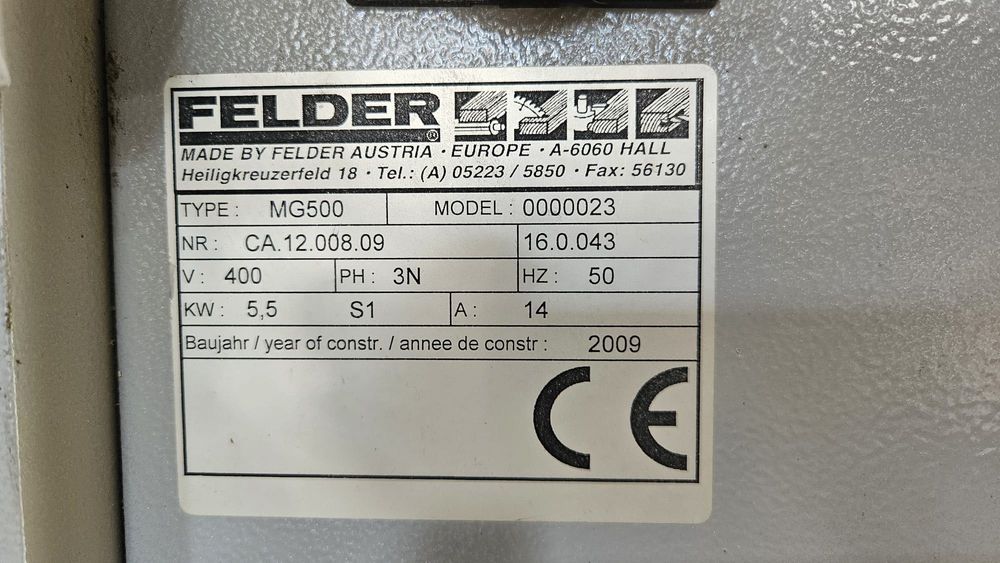 FELDER ®
MADE BY FELDER AUSTRIA · EUROPE · A-6060 HALL
Heiligkreuzerfeld 18 · Tel.: (A) 05223 / 5850 · Fax: 56130
TYPE : MG500 MODEL : 0000023
NR : CA.12.008.09 16.0.043
V : 400 PH : 3N HZ : 50
KW : 5,5 S1 A : 14
Baujahr / year of constr. / annee de constr : 2009
CE